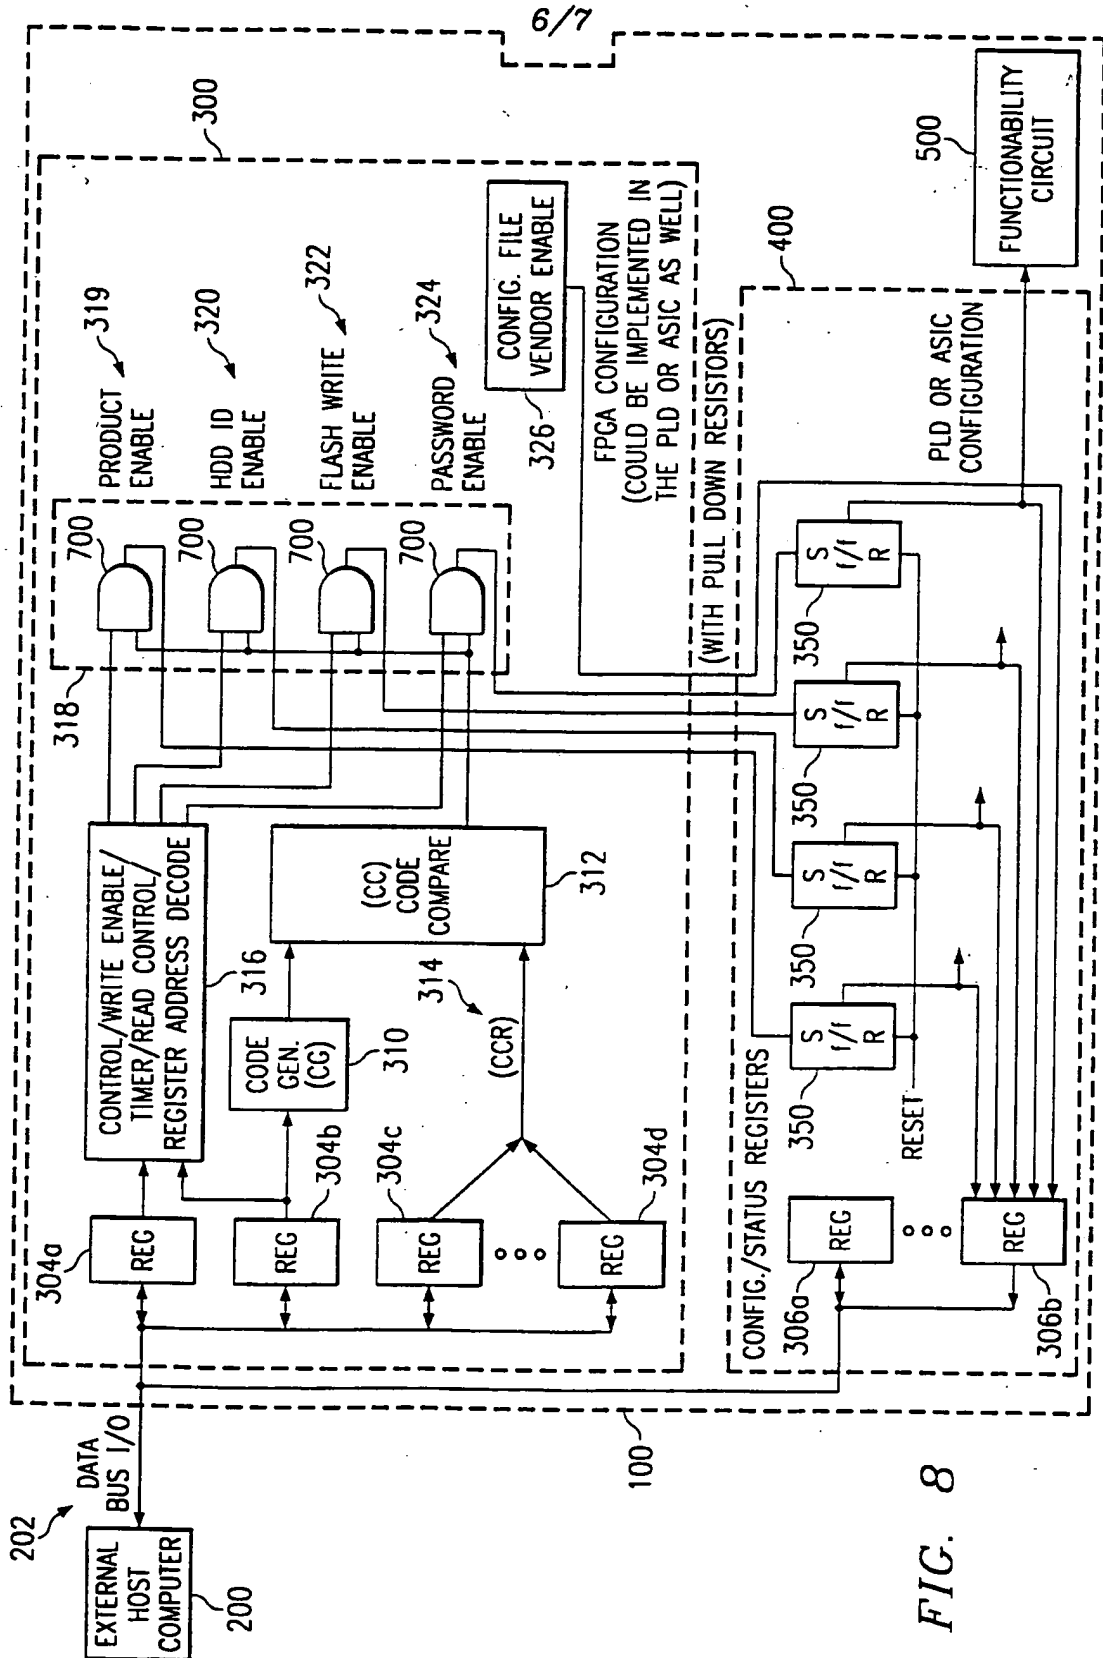 6/7
202
DATA
BUS I/O
EXTERNAL
HOST
COMPUTER
200
100
300
304a
REG
REG
304b
REG
304c
REG
304d
CONTROL/WRITE ENABLE/
TIMER/READ CONTROL/
REGISTER ADDRESS DECODE
316
CODE
GEN.
(CG)
310
(CC)
CODE
COMPARE
312
314
(CCR)
318
700
700
700
700
PRODUCT
ENABLE
319
HDD ID
ENABLE
320
FLASH WRITE
ENABLE
322
PASSWORD
ENABLE
324
CONFIG. FILE
VENDOR ENABLE
326
FPGA CONFIGURATION
(COULD BE IMPLEMENTED IN
THE PLD OR ASIC AS WELL)
(WITH PULL DOWN RESISTORS)
400
CONFIG./STATUS REGISTERS
306a
REG
REG
306b
RESET
S
f/f
R
350
S
f/f
R
350
S
f/f
R
350
S
f/f
R
350
PLD OR ASIC
CONFIGURATION
500
FUNCTIONABILITY
CIRCUIT
FIG. 8